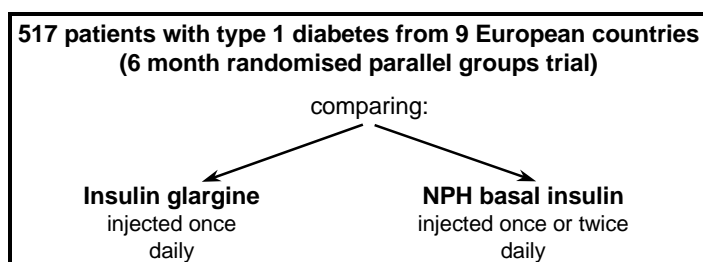 517 patients with type 1 diabetes from 9 European countries
(6 month randomised parallel groups trial)
comparing:
Insulin glargine
injected once
daily
NPH basal insulin
injected once or twice
daily